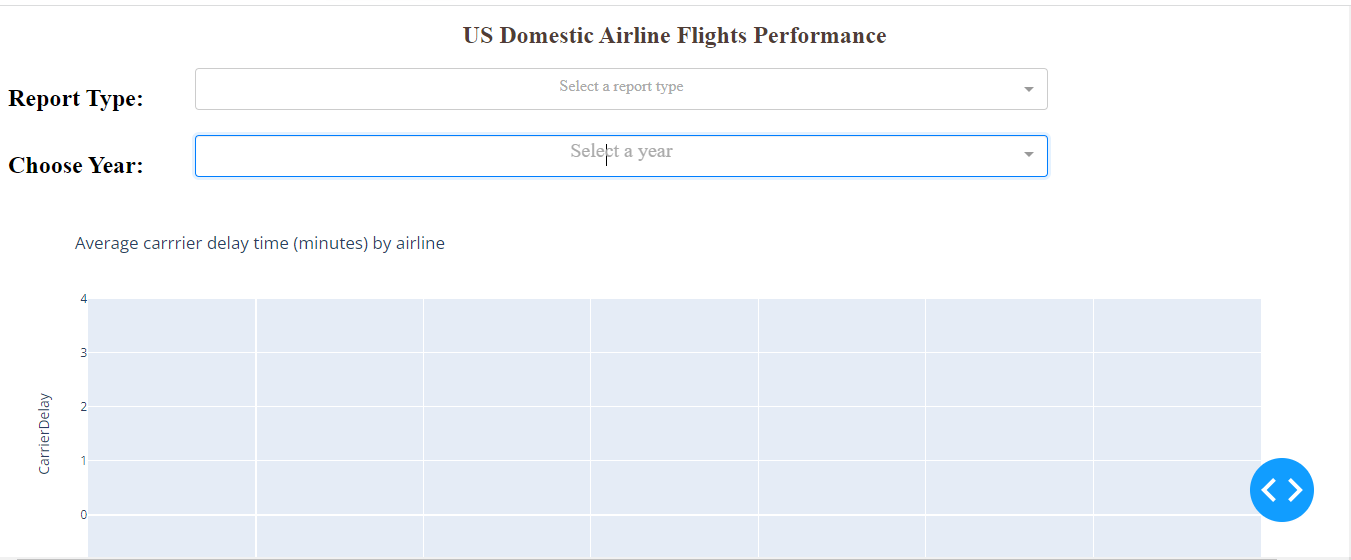 US Domestic Airline Flights Performance
Report Type:
Select a report type
Choose Year:
Select a year
Average carrrier delay time (minutes) by airline
4
3
2
1
0
CarrierDelay